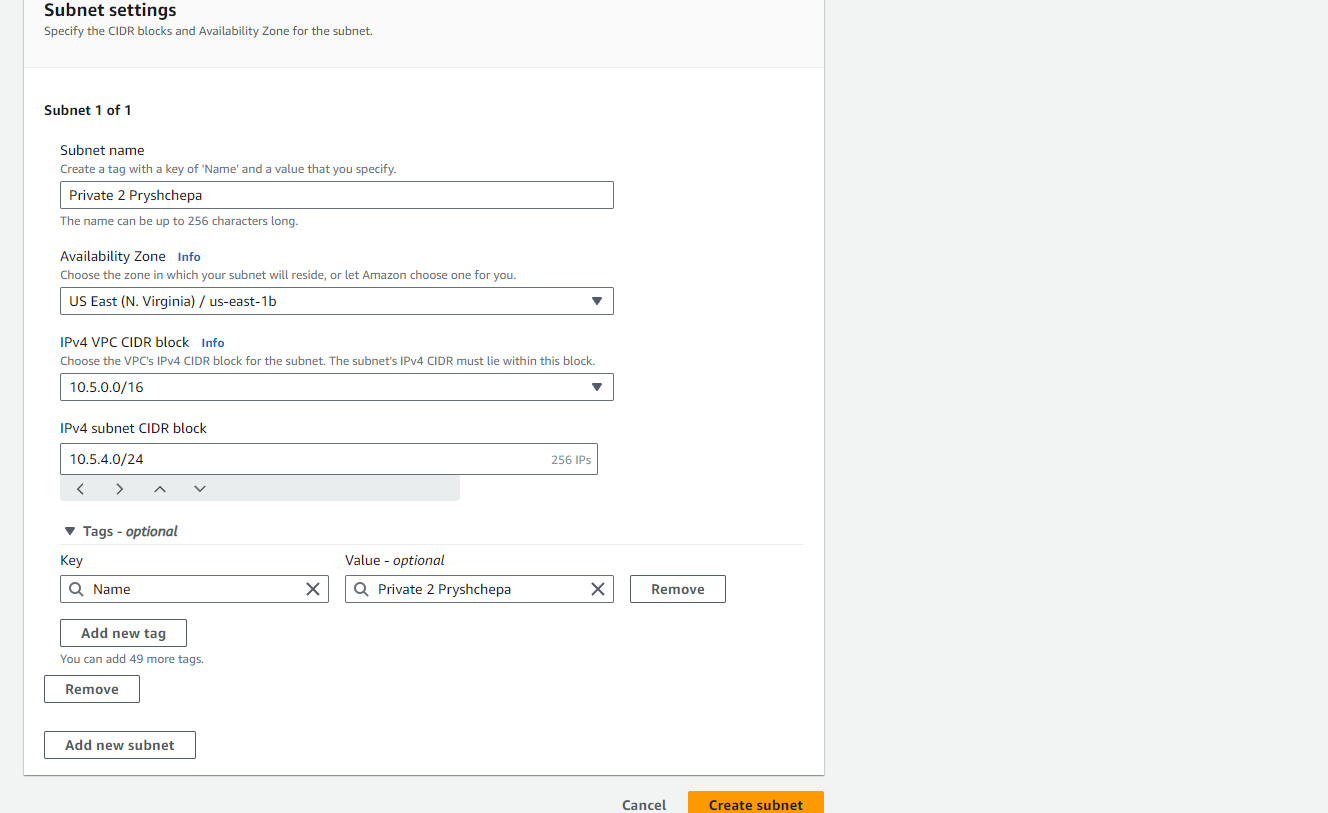 Subnet settings
Specify the CIDR blocks and Availability Zone for the subnet.
Subnet 1 of 1
Subnet name
Create a tag with a key of 'Name' and a value that you specify.
Private 2 Pryshchepa
The name can be up to 256 characters long.
Availability Zone Info
Choose the zone in which your subnet will reside, or let Amazon choose one for you.
US East (N. Virginia) / us-east-1b
IPv4 VPC CIDR block Info
Choose the VPC's IPv4 CIDR block for the subnet. The subnet's IPv4 CIDR must lie within this block.
10.5.0.0/16
IPv4 subnet CIDR block
10.5.4.0/24 256 IPs
Tags - optional
Key Value - optional
Name Private 2 Pryshchepa Remove
Add new tag
You can add 49 more tags.
Remove
Add new subnet
Cancel Create subnet